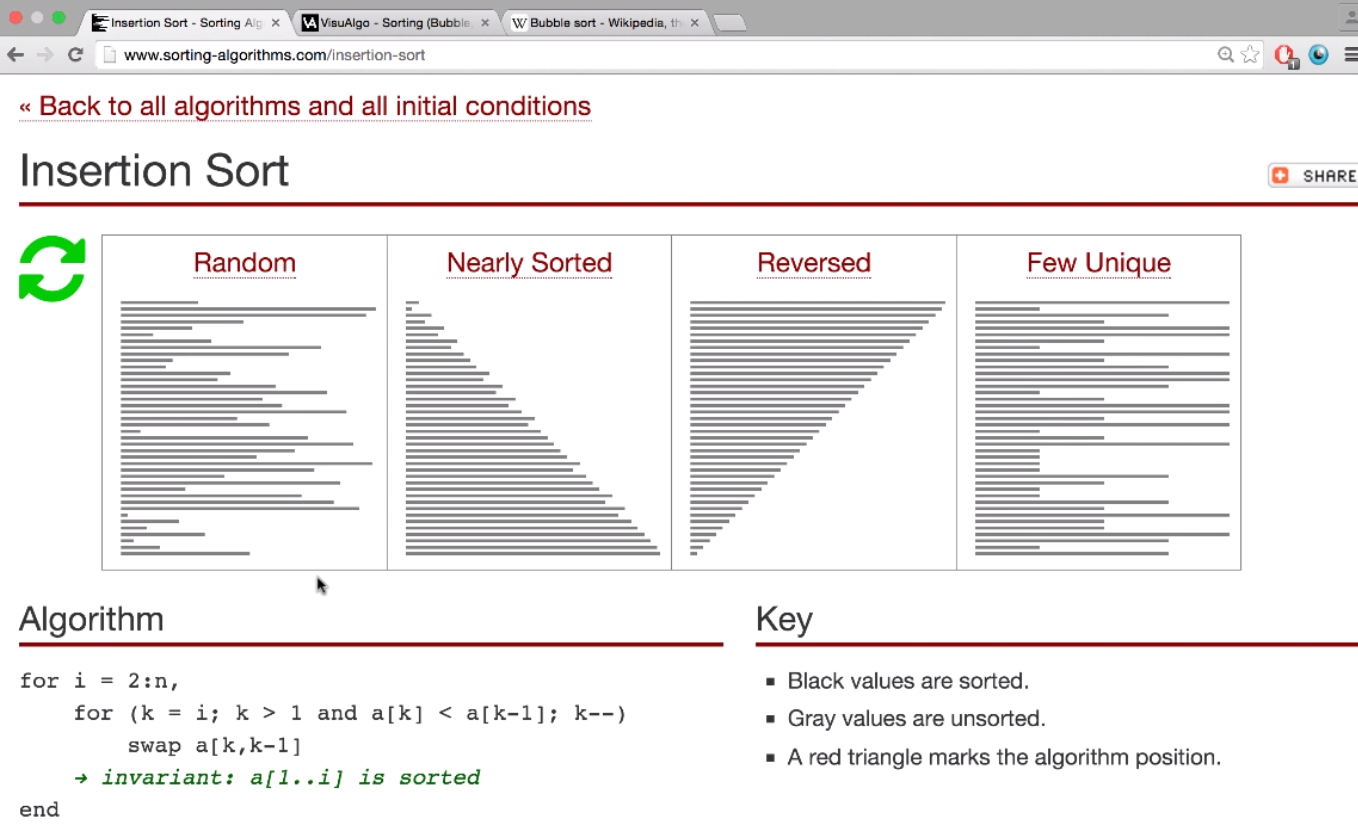 Insertion Sort - Sorting Alg
VisuAlgo - Sorting (Bubble,
W Bubble sort - Wikipedia, th
www.sorting-algorithms.com/insertion-sort
« Back to all algorithms and all initial conditions
Insertion Sort
SHARE
Random
Nearly Sorted
Reversed
Few Unique
Algorithm
for i = 2:n,
    for (k = i; k > 1 and a[k] < a[k-1]; k--)
        swap a[k,k-1]
    → invariant: a[1..i] is sorted
end
Key
▪ Black values are sorted.
▪ Gray values are unsorted.
▪ A red triangle marks the algorithm position.